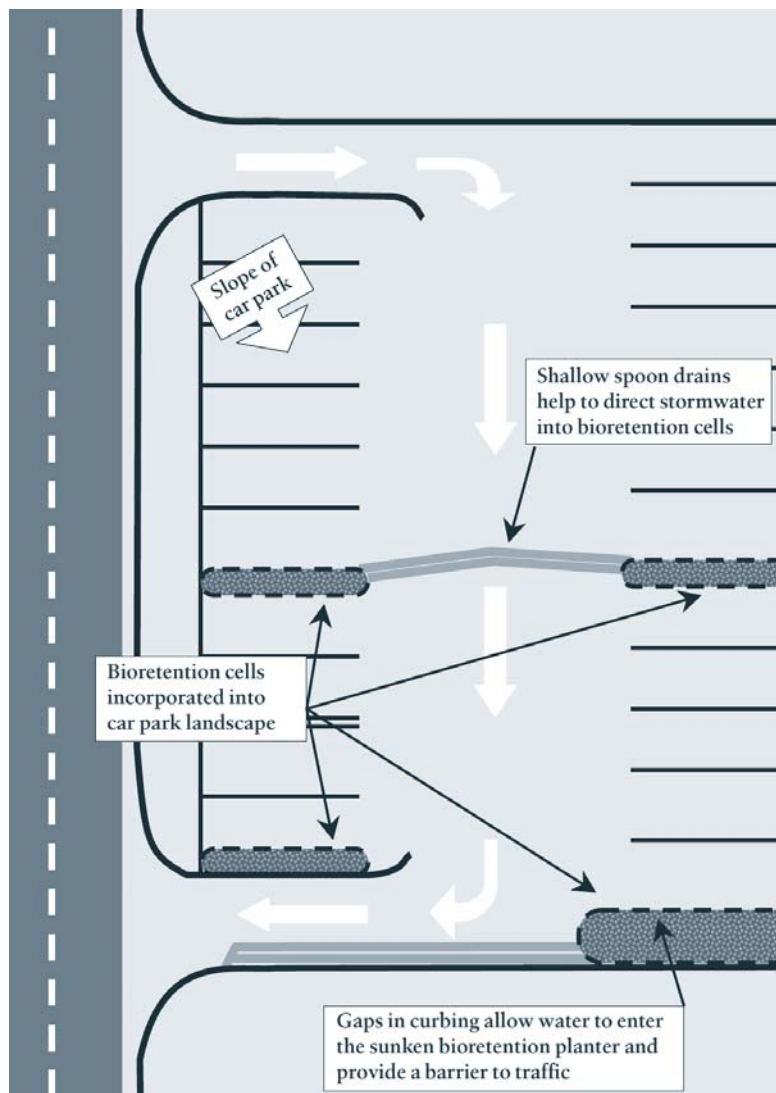 Slope of
car park
Shallow spoon drains
help to direct stormwater
into bioretention cells
Bioretention cells
incorporated into
car park landscape
Gaps in curbing allow water to enter
the sunken bioretention planter and
provide a barrier to traffic